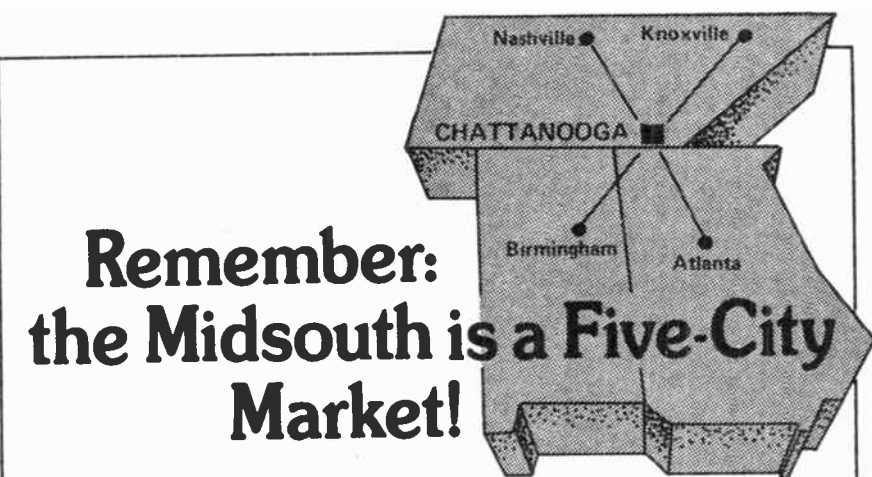 Nashville Knoxville
CHATTANOOGA
Birmingham
Atlanta
Remember:
the Midsouth is a Five-City
Market!